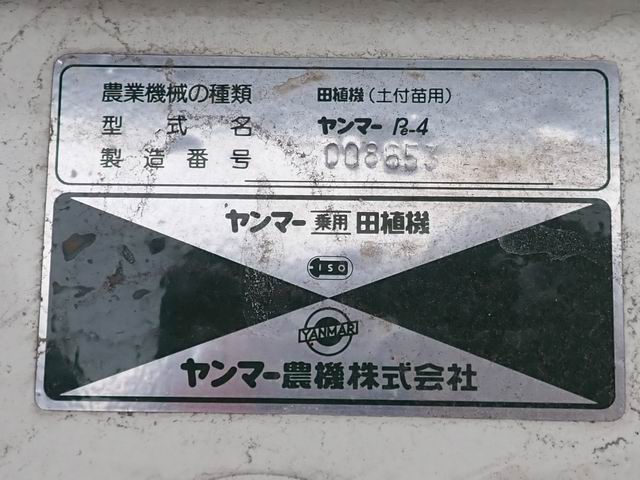 農業機械の種類 田植機(土付苗用)
型式名 ヤンマー Pe-4
製造番号 008653
ヤンマー 乗用 田植機
ISO
YANMAR
ヤンマー農機株式会社